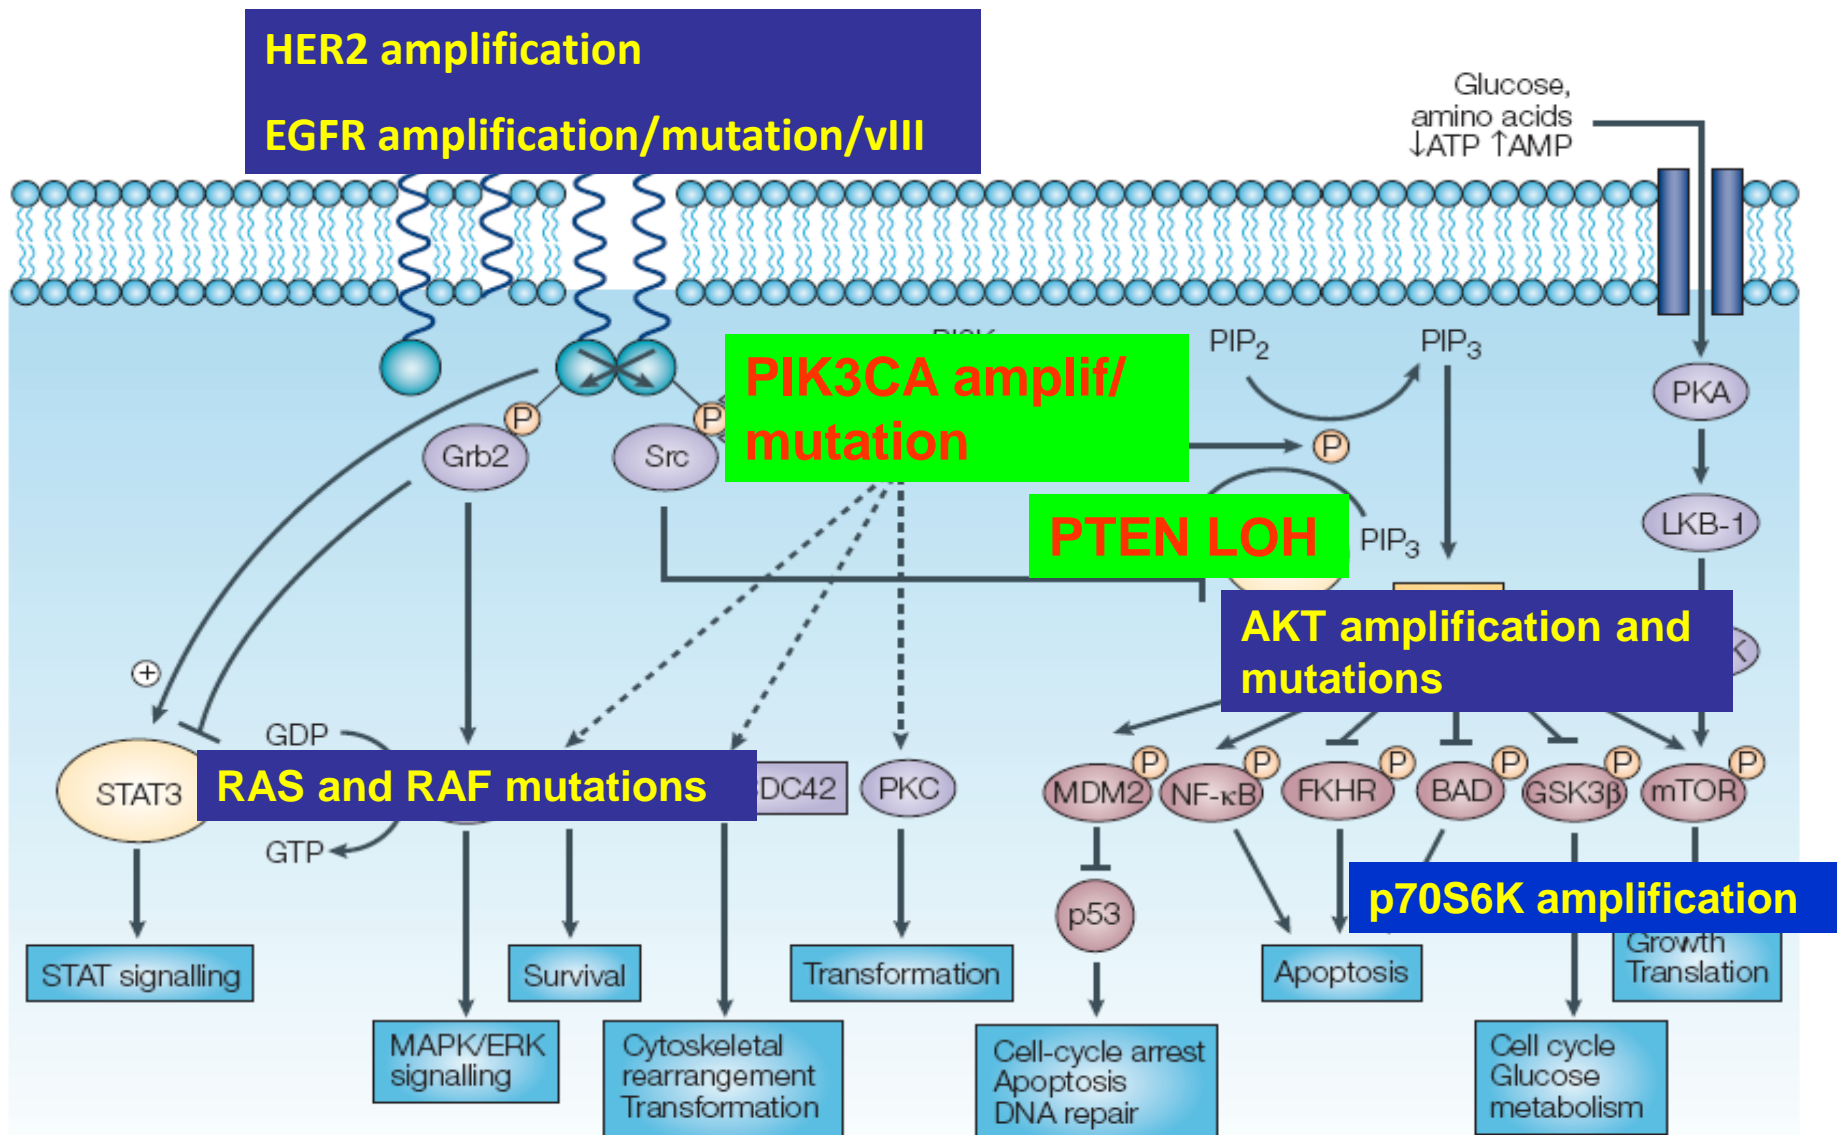 HER2 amplification
EGFR amplification/mutation/vIII
Glucose,
amino acids
↓ATP ↑AMP
PIP2
PIP3
PIK3CA amplif/
mutation
PKA
P
P
P
Grb2
Src
PTEN LOH
PIP3
LKB-1
AKT amplification and
mutations
+
GDP
STAT3
RAS and RAF mutations
DC42
PKC
P
P
P
P
P
P
MDM2
NF-κB
FKHR
BAD
GSK3β
mTOR
GTP
p53
p70S6K amplification
STAT signalling
Survival
Transformation
Apoptosis
Growth
Translation
MAPK/ERK
signalling
Cytoskeletal
rearrangement
Transformation
Cell-cycle arrest
Apoptosis
DNA repair
Cell cycle
Glucose
metabolism